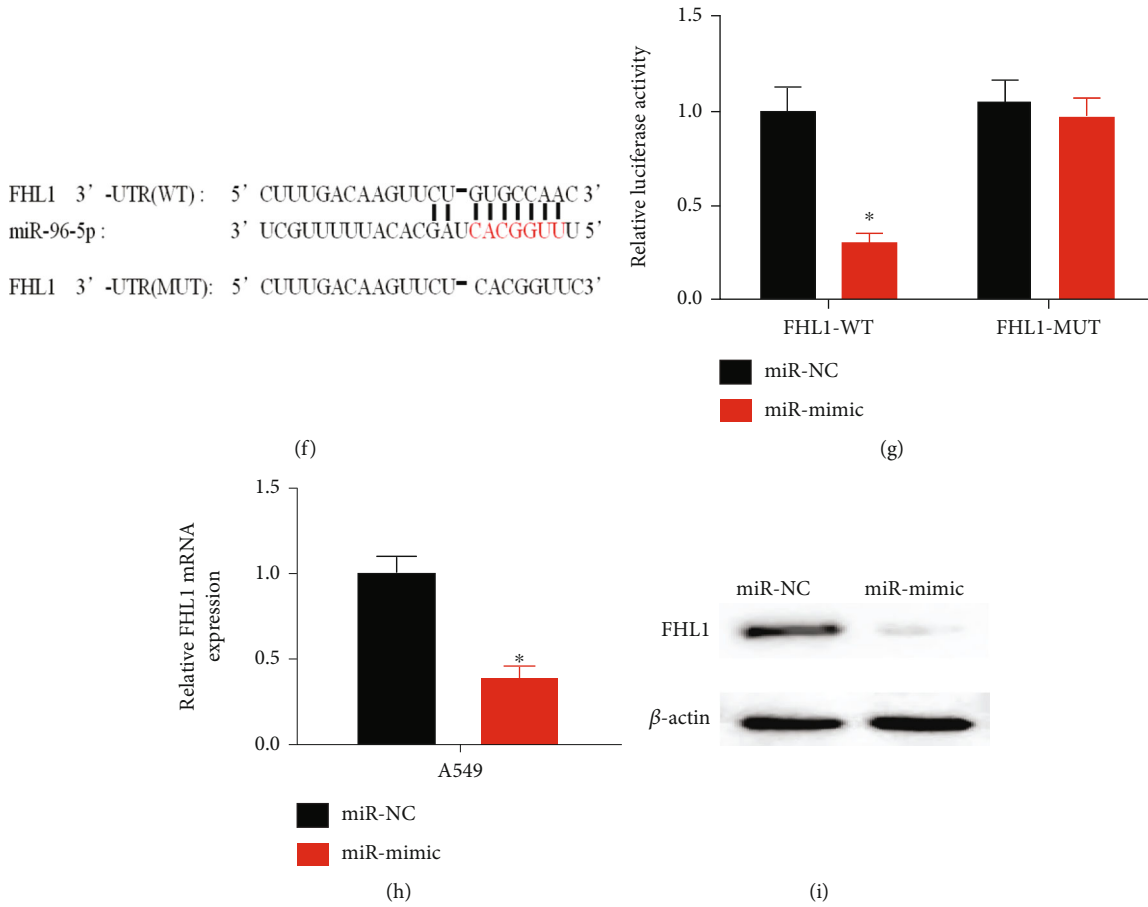 FHL1 3’ -UTR(WT) : 5’ CUUUGACAAGUUCU-GUGCCAAC 3’
miR-96-5p : 3’ UCGUUUUUACACGAUCACGGUUU 5’
FHL1 3’ -UTR(MUT): 5’ CUUUGACAAGUUCU- CACGGUUC3’
(f)
Relative luciferase activity
1.5
1.0
0.5
0.0
*
FHL1-WT FHL1-MUT
miR-NC
miR-mimic
(g)
Relative FHL1 mRNA
expression
1.5
1.0
0.5
0.0
*
A549
miR-NC
miR-mimic
(h)
miR-NC miR-mimic
FHL1
β-actin
(i)